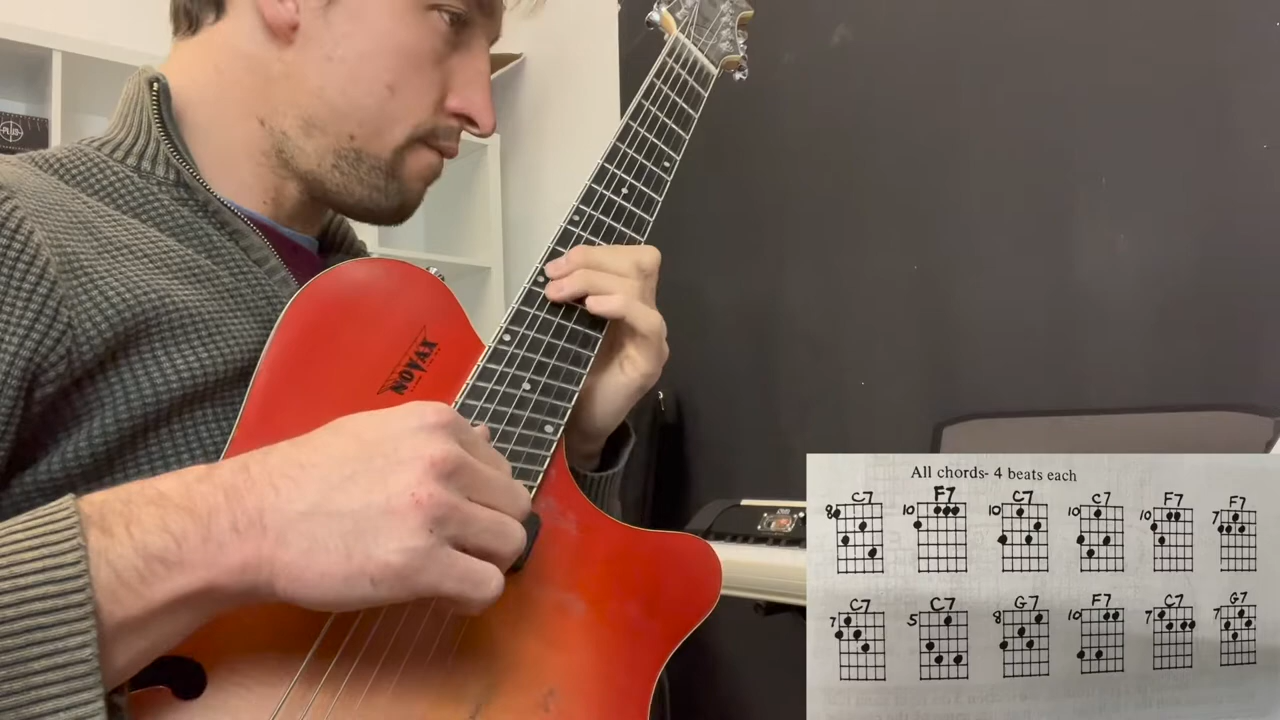 PLUS
NOVAX
All chords- 4 beats each
C7 F7 C7 C7 F7 F7
8 10 10 10 10 7
C7 C7 G7 F7 C7 G7
7 5 8 10 7 7